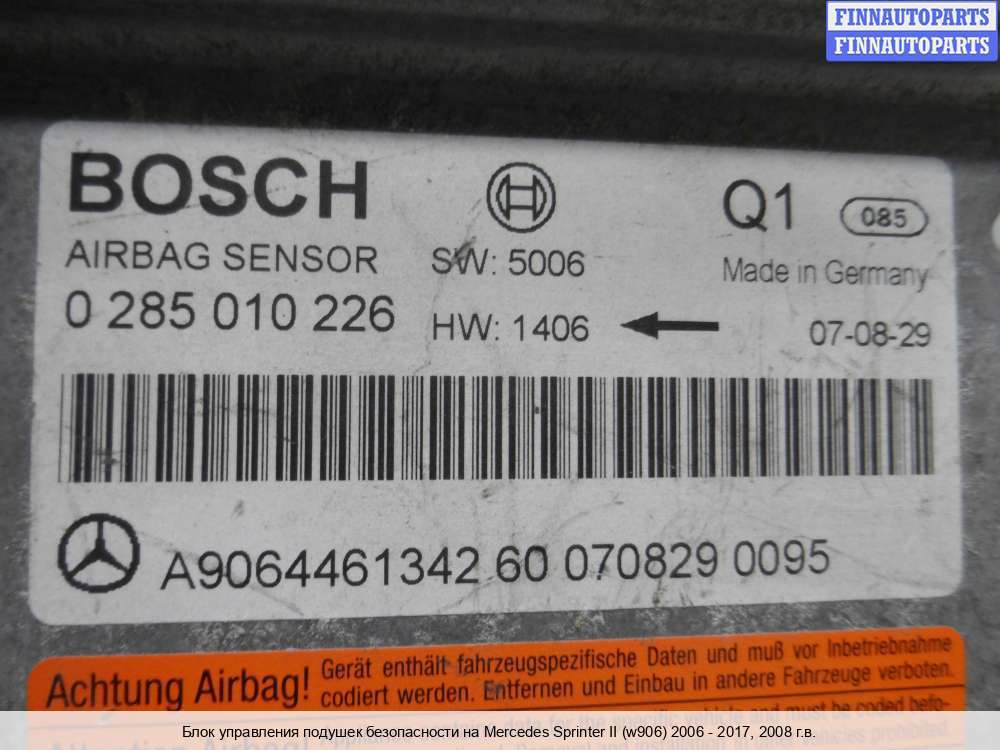 FINNAUTOPARTS
FINNAUTOPARTS
BOSCH
Q1 085
AIRBAG SENSOR SW: 5006 Made in Germany
0 285 010 226 HW: 1406 07-08-29
A9064461342 60 070829 0095
Achtung Airbag! Gerät enthält fahrzeugspezifische Daten und muß vor Inbetriebnahme
codiert werden. Entfernen und Einbau in andere Fahrzeuge verboten.
Блок управления подушек безопасности на Mercedes Sprinter II (w906) 2006 - 2017, 2008 г.в.